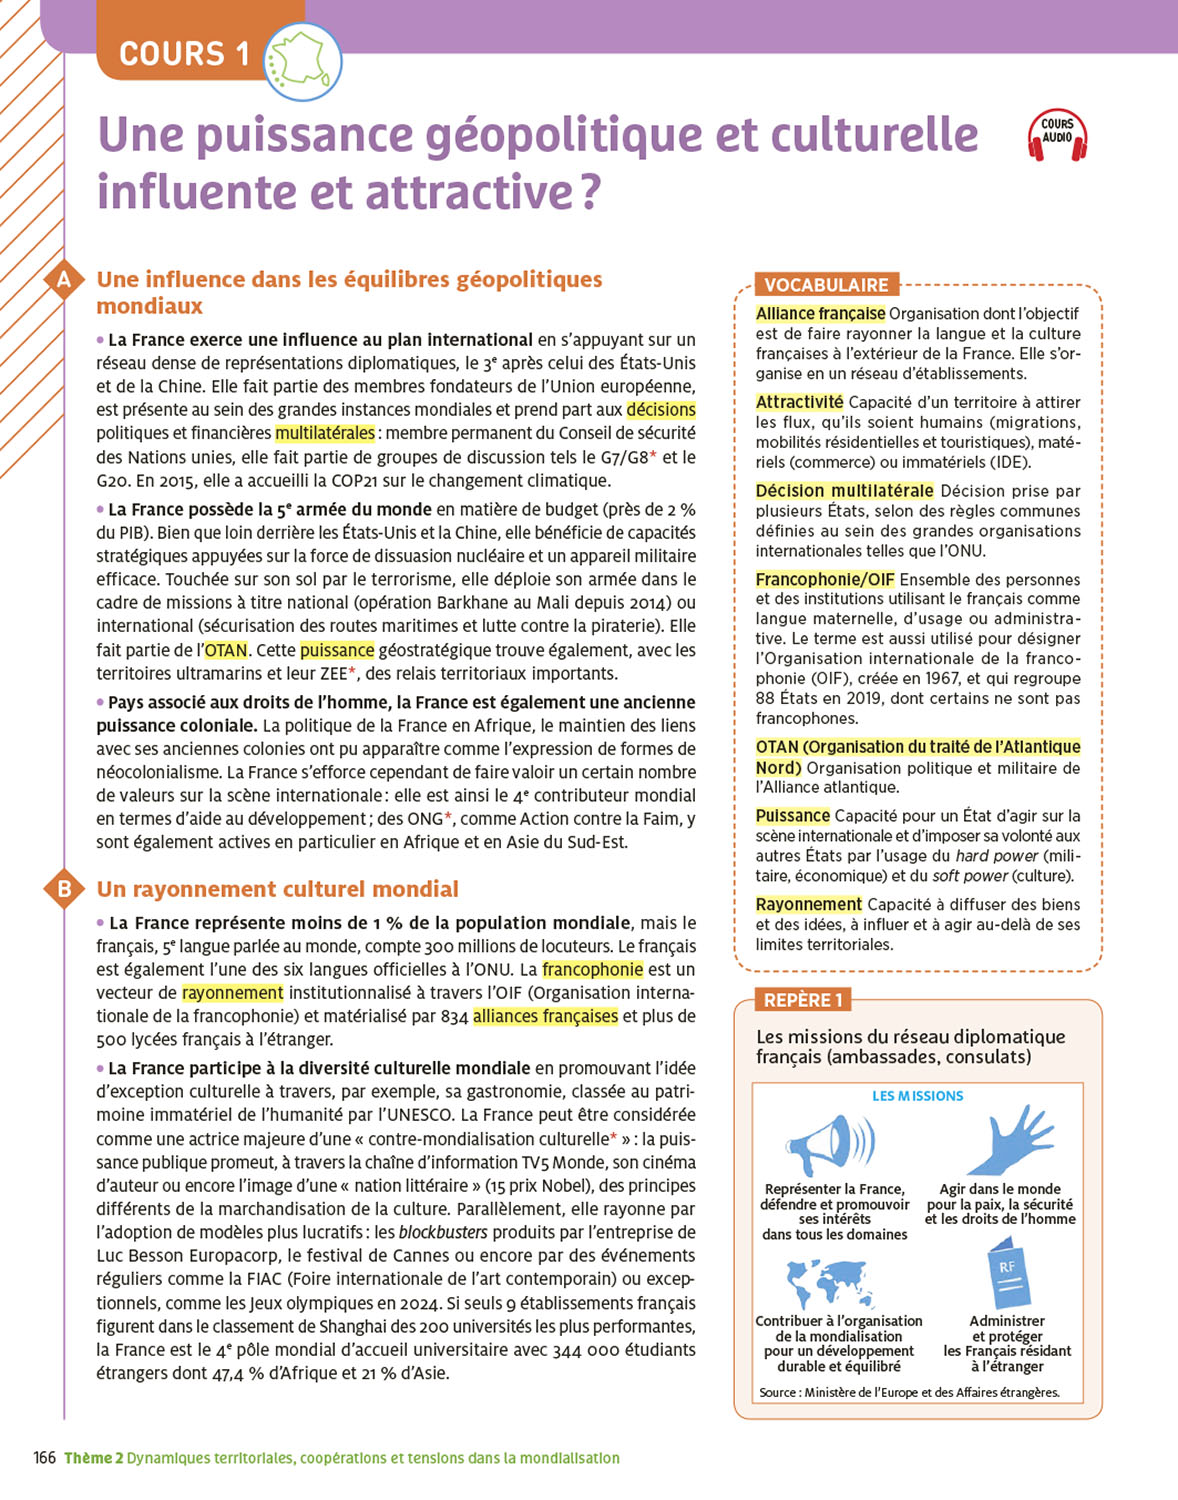 COURS 1
Une puissance géopolitique et culturelle
influente et attractive ?
COURS
AUDIO
A
Une influence dans les équilibres géopolitiques
mondiaux
• La France exerce une influence au plan international en s'appuyant sur un
réseau dense de représentations diplomatiques, le 3e après celui des États-Unis
et de la Chine. Elle fait partie des membres fondateurs de l'Union européenne,
est présente au sein des grandes instances mondiales et prend part aux décisions
politiques et financières multilatérales : membre permanent du Conseil de sécurité
des Nations unies, elle fait partie de groupes de discussion tels le G7/G8* et le
G20. En 2015, elle a accueilli la COP21 sur le changement climatique.
• La France possède la 5e armée du monde en matière de budget (près de 2 %
du PIB). Bien que loin derrière les États-Unis et la Chine, elle bénéficie de capacités
stratégiques appuyées sur la force de dissuasion nucléaire et un appareil militaire
efficace. Touchée sur son sol par le terrorisme, elle déploie son armée dans le
cadre de missions à titre national (opération Barkhane au Mali depuis 2014) ou
international (sécurisation des routes maritimes et lutte contre la piraterie). Elle
fait partie de l'OTAN. Cette puissance géostratégique trouve également, avec les
territoires ultramarins et leur ZEE*, des relais territoriaux importants.
• Pays associé aux droits de l'homme, la France est également une ancienne
puissance coloniale. La politique de la France en Afrique, le maintien des liens
avec ses anciennes colonies ont pu apparaître comme l'expression de formes de
néocolonialisme. La France s'efforce cependant de faire valoir un certain nombre
de valeurs sur la scène internationale : elle est ainsi le 4e contributeur mondial
en termes d'aide au développement ; des ONG*, comme Action contre la Faim, y
sont également actives en particulier en Afrique et en Asie du Sud-Est.
B
Un rayonnement culturel mondial
• La France représente moins de 1 % de la population mondiale, mais le
français, 5e langue parlée au monde, compte 300 millions de locuteurs. Le français
est également l'une des six langues officielles à l'ONU. La francophonie est un
vecteur de rayonnement institutionnalisé à travers l'OIF (Organisation interna-
tionale de la francophonie) et matérialisé par 834 alliances françaises et plus de
500 lycées français à l'étranger.
• La France participe à la diversité culturelle mondiale en promouvant l'idée
d'exception culturelle à travers, par exemple, sa gastronomie, classée au patri-
moine immatériel de l'humanité par l'UNESCO. La France peut être considérée
comme une actrice majeure d'une « contre-mondialisation culturelle* » : la puis-
sance publique promeut, à travers la chaîne d'information TV5 Monde, son cinéma
d'auteur ou encore l'image d'une « nation littéraire » (15 prix Nobel), des principes
différents de la marchandisation de la culture. Parallèlement, elle rayonne par
l'adoption de modèles plus lucratifs : les blockbusters produits par l'entreprise de
Luc Besson Europacorp, le festival de Cannes ou encore par des événements
réguliers comme la FIAC (Foire internationale de l'art contemporain) ou excep-
tionnels, comme les Jeux olympiques en 2024. Si seuls 9 établissements français
figurent dans le classement de Shanghai des 200 universités les plus performantes,
la France est le 4e pôle mondial d'accueil universitaire avec 344 000 étudiants
étrangers dont 47,4 % d'Afrique et 21 % d'Asie.
VOCABULAIRE
Alliance française Organisation dont l'objectif
est de faire rayonner la langue et la culture
françaises à l'extérieur de la France. Elle s'or-
ganise en un réseau d'établissements.
Attractivité Capacité d'un territoire à attirer
les flux, qu'ils soient humains (migrations,
mobilités résidentielles et touristiques), maté-
riels (commerce) ou immatériels (IDE).
Décision multilatérale Décision prise par
plusieurs États, selon des règles communes
définies au sein des grandes organisations
internationales telles que l'ONU.
Francophonie/OIF Ensemble des personnes
et des institutions utilisant le français comme
langue maternelle, d'usage ou administra-
tive. Le terme est aussi utilisé pour désigner
l'Organisation internationale de la franco-
phonie (OIF), créée en 1967, et qui regroupe
88 États en 2019, dont certains ne sont pas
francophones.
OTAN (Organisation du traité de l'Atlantique
Nord) Organisation politique et militaire de
l'Alliance atlantique.
Puissance Capacité pour un État d'agir sur la
scène internationale et d'imposer sa volonté aux
autres États par l'usage du hard power (mili-
taire, économique) et du soft power (culture).
Rayonnement Capacité à diffuser des biens
et des idées, à influer et à agir au-delà de ses
limites territoriales.
REPÈRE 1
Les missions du réseau diplomatique
français (ambassades, consulats)
LES MISSIONS
Représenter la France,
défendre et promouvoir
ses intérêts
dans tous les domaines
Agir dans le monde
pour la paix, la sécurité
et les droits de l'homme
RF
Contribuer à l'organisation
de la mondialisation
pour un développement
durable et équilibré
Administrer
et protéger
les Français résidant
à l'étranger
Source : Ministère de l'Europe et des Affaires étrangères.
166 Thème 2 Dynamiques territoriales, coopérations et tensions dans la mondialisation